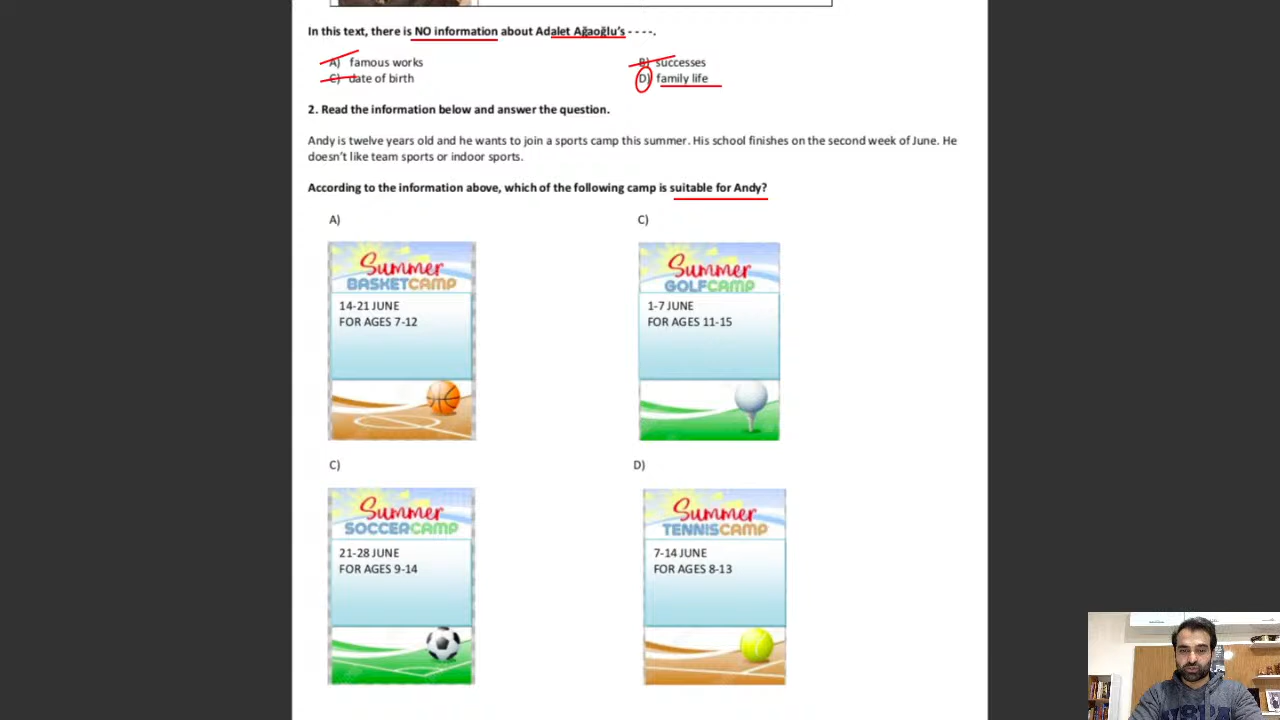 In this text, there is NO information about Adalet Ağaoğlu's - - - -.
A) famous works
B) successes
C) date of birth
D) family life
2. Read the information below and answer the question.
Andy is twelve years old and he wants to join a sports camp this summer. His school finishes on the second week of June. He
doesn't like team sports or indoor sports.
According to the information above, which of the following camp is suitable for Andy?
A)
Summer
BASKETCAMP
14-21 JUNE
FOR AGES 7-12
C)
Summer
GOLFCAMP
1-7 JUNE
FOR AGES 11-15
C)
Summer
SOCCERCAMP
21-28 JUNE
FOR AGES 9-14
D)
Summer
TENNISCAMP
7-14 JUNE
FOR AGES 8-13